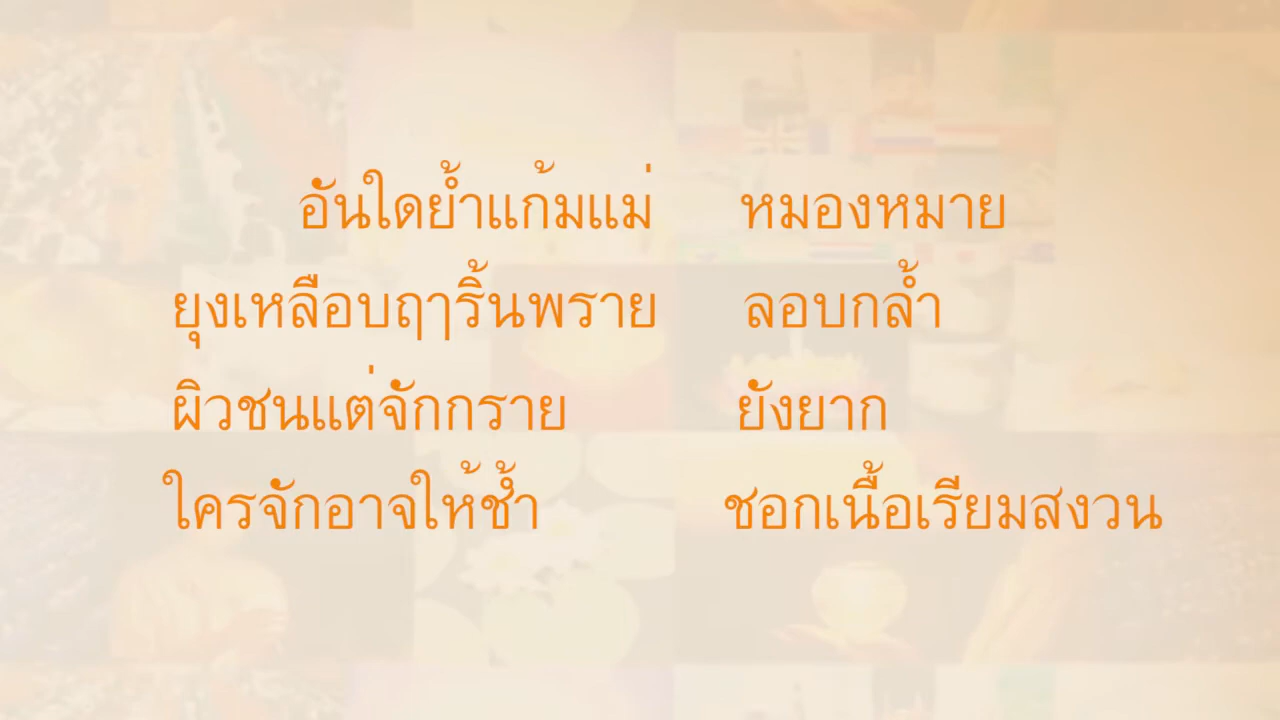 อันใดย้ำแก้มแม่ หมองหมาย
ยุงเหลือบฤๅริ้นพราย ลอบกล้ำ
ผิวชนแต่จักกราย ยังยาก
ใครจักอาจให้ช้ำ ชอกเนื้อเรียมสงวน